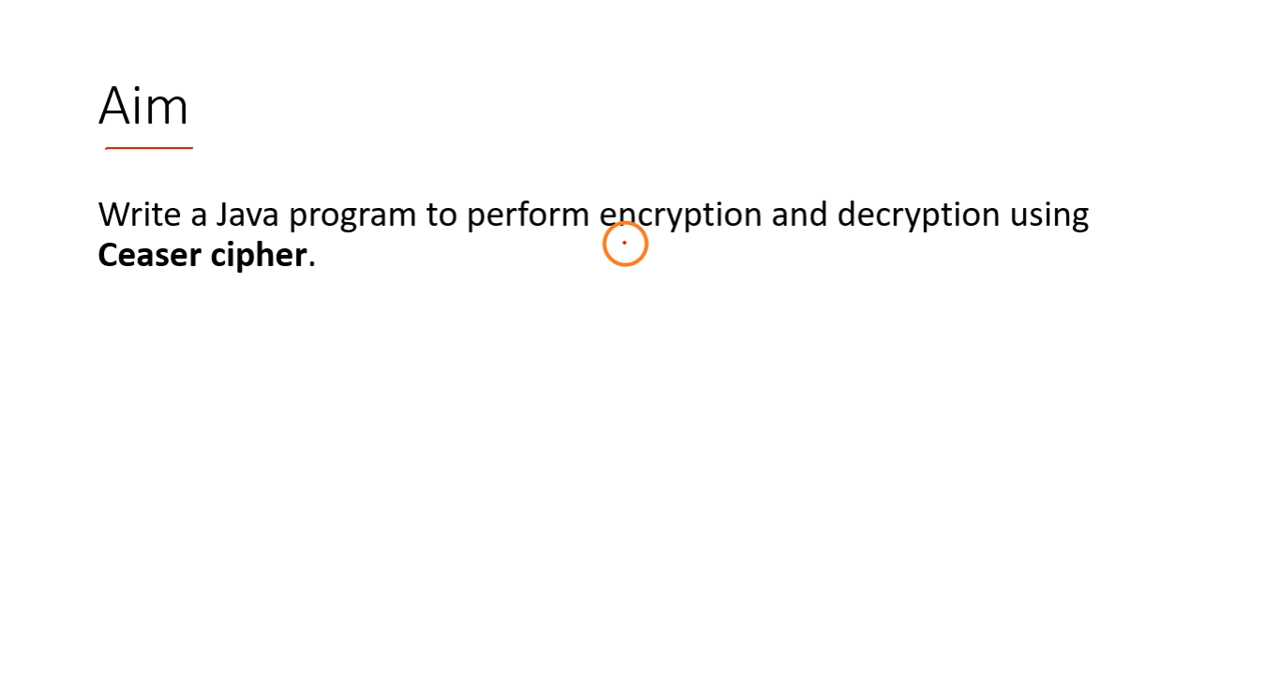 Aim
Write a Java program to perform encryption and decryption using
Ceaser cipher.